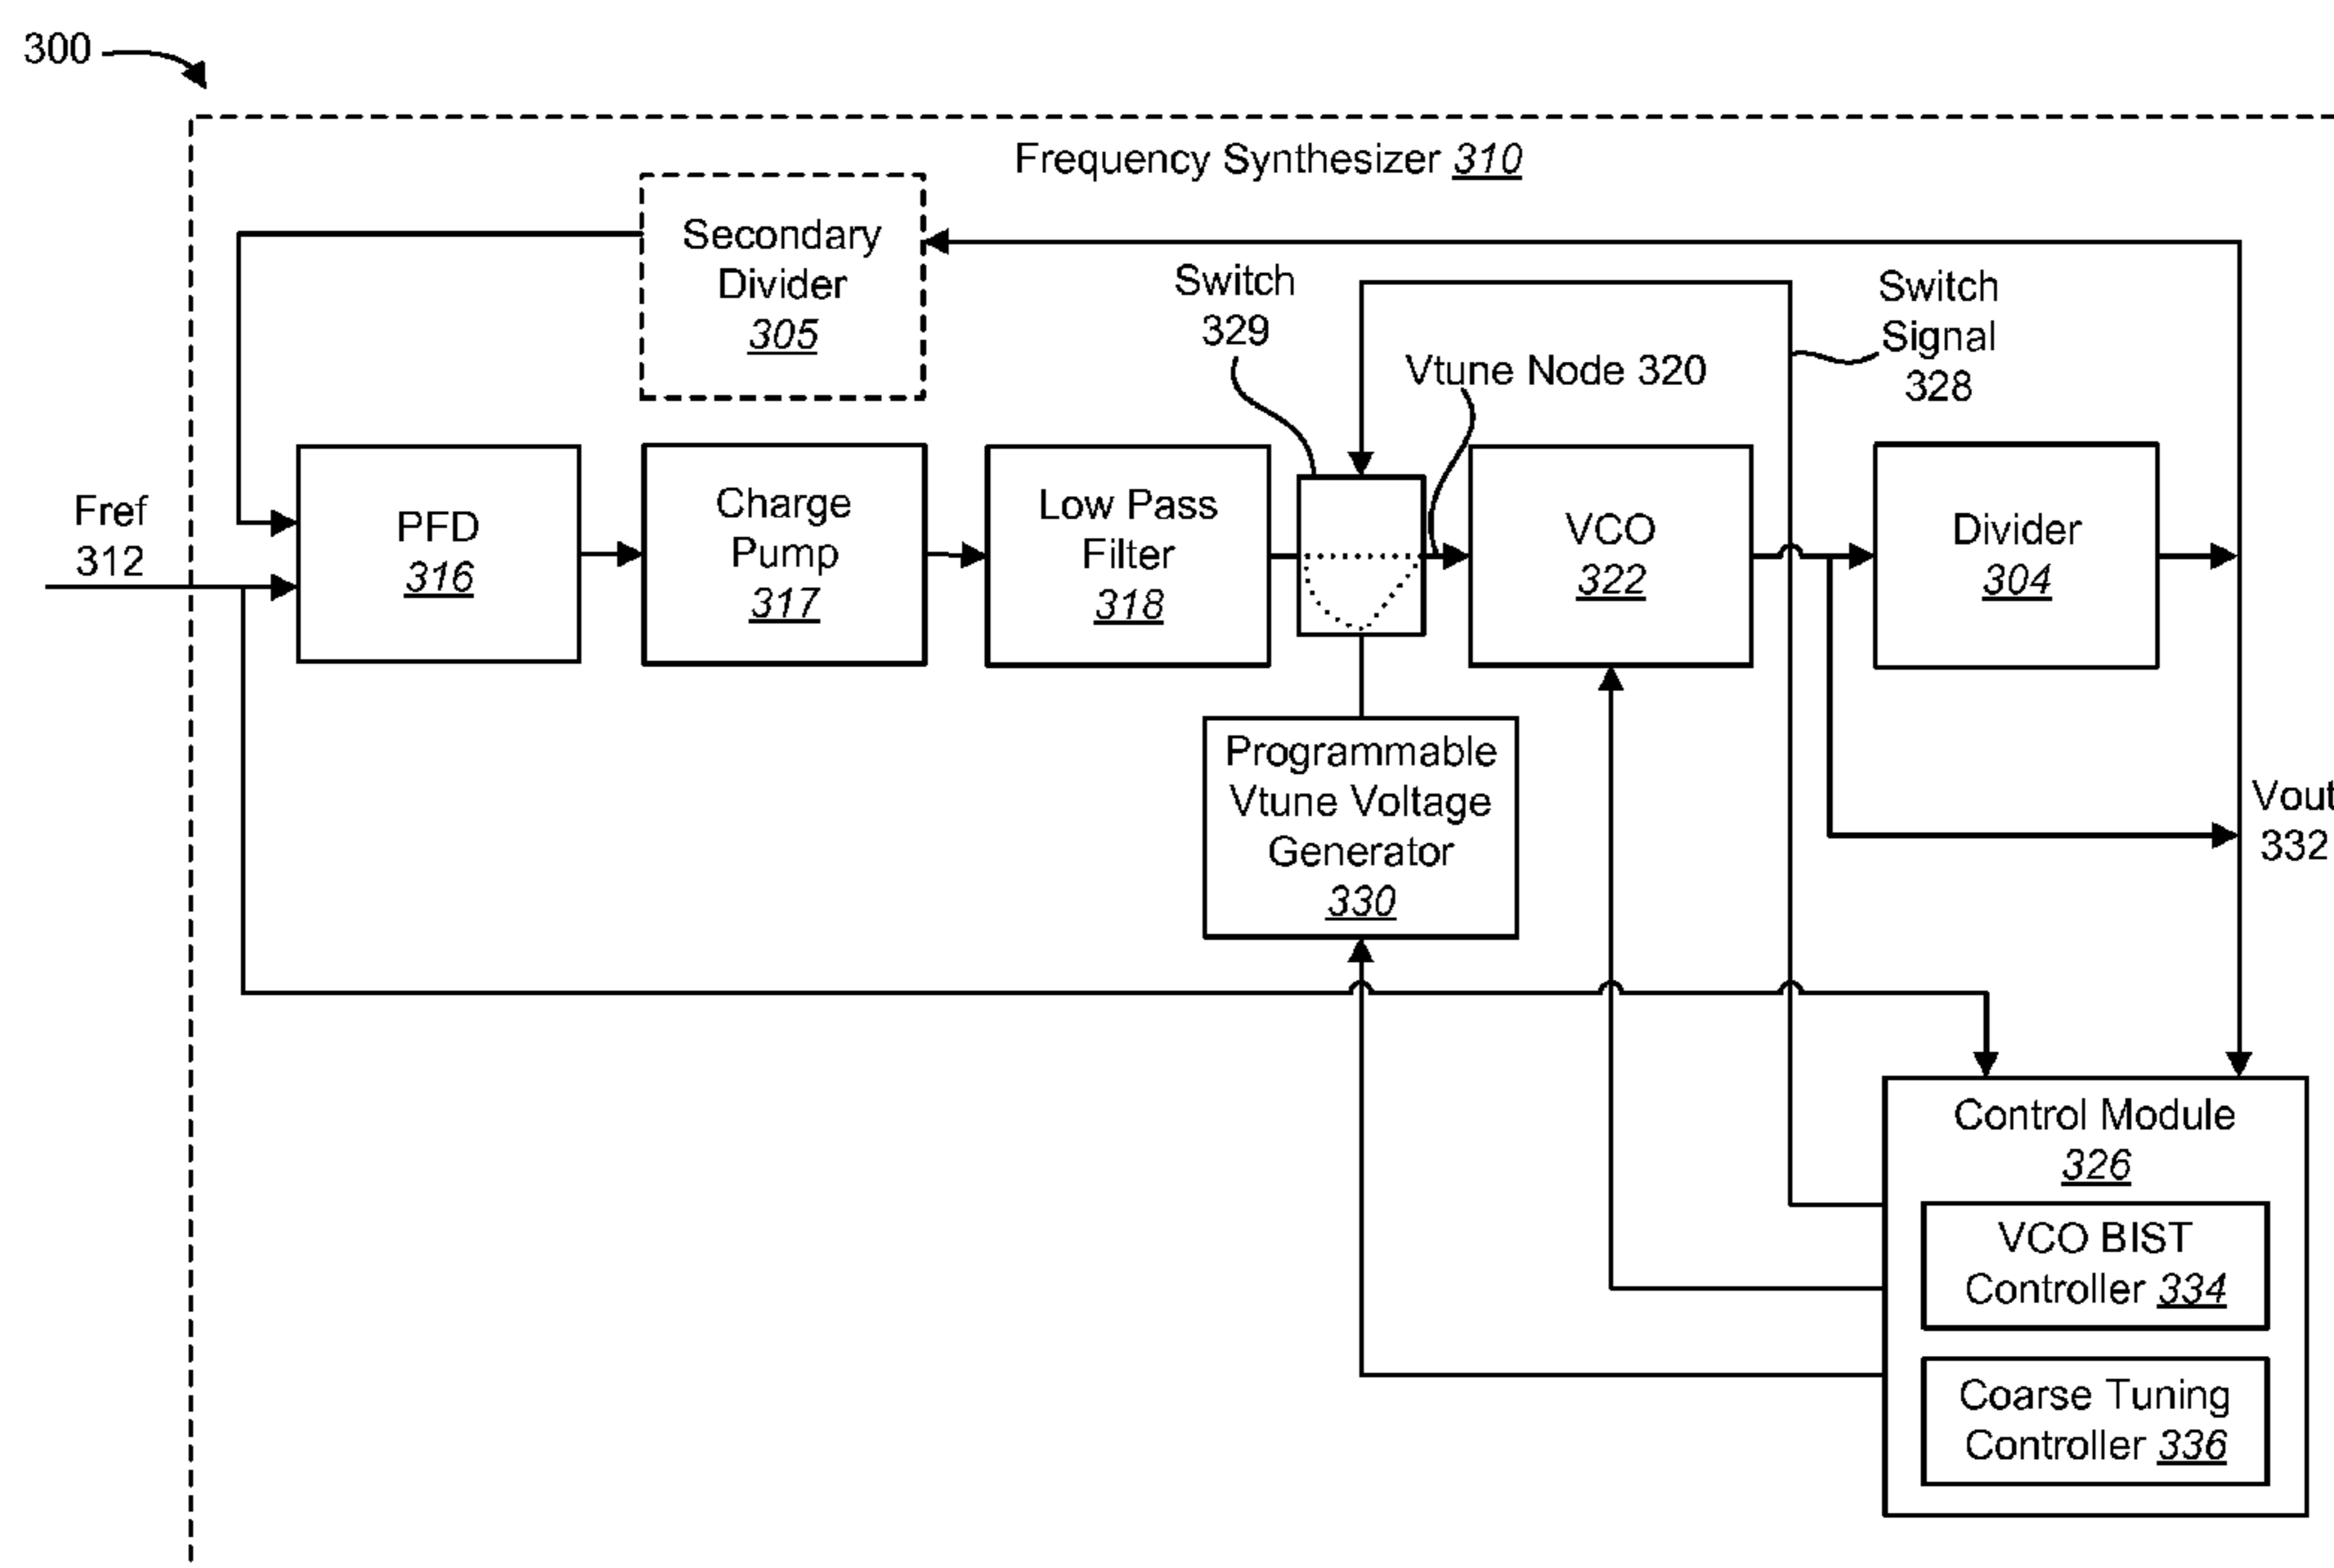 300
Frequency Synthesizer 310
Secondary
Divider
305
Switch
329
Switch
Signal
328
Vtune Node 320
Fref
312
PFD
316
Charge
Pump
317
Low Pass
Filter
318
VCO
322
Divider
304
Programmable
Vtune Voltage
Generator
330
Vout
332
Control Module
326
VCO BIST
Controller 334
Coarse Tuning
Controller 336